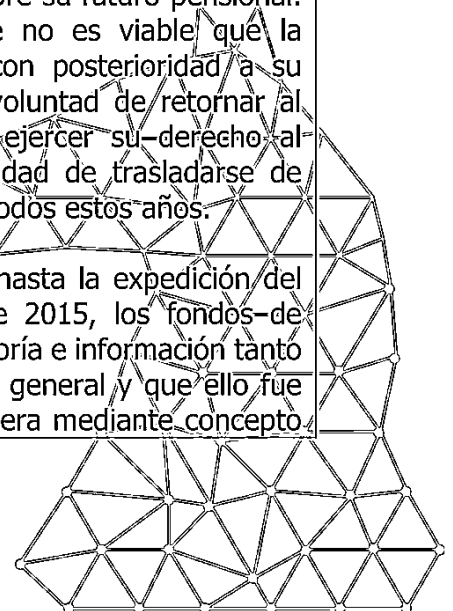 bre su futuro pensional.
e no es viable que la
con posterioridad a su
voluntad de retornar al
ejercer su derecho al
dad de trasladarse de
odos estos años.
hasta la expedición del
e 2015, los fondos de
oría e información tanto
general y que ello fue
era mediante concepto